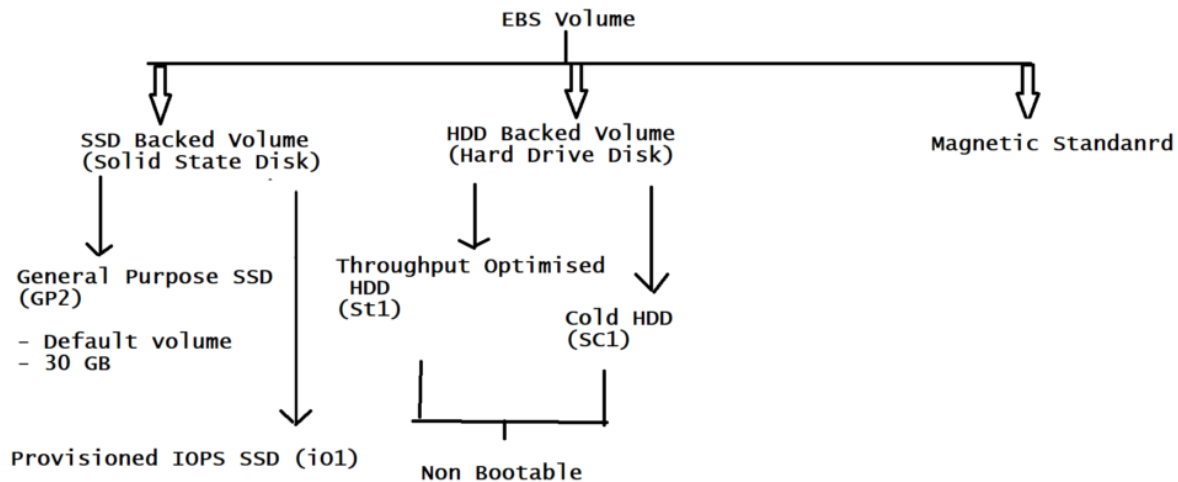 EBS Volume
SSD Backed Volume
(Solid State Disk)
HDD Backed Volume
(Hard Drive Disk)
Magnetic Standanrd
General Purpose SSD
(GP2)
- Default volume
- 30 GB
Throughput Optimised
HDD
(St1)
Cold HDD
(SC1)
Provisioned IOPS SSD (io1)
Non Bootable